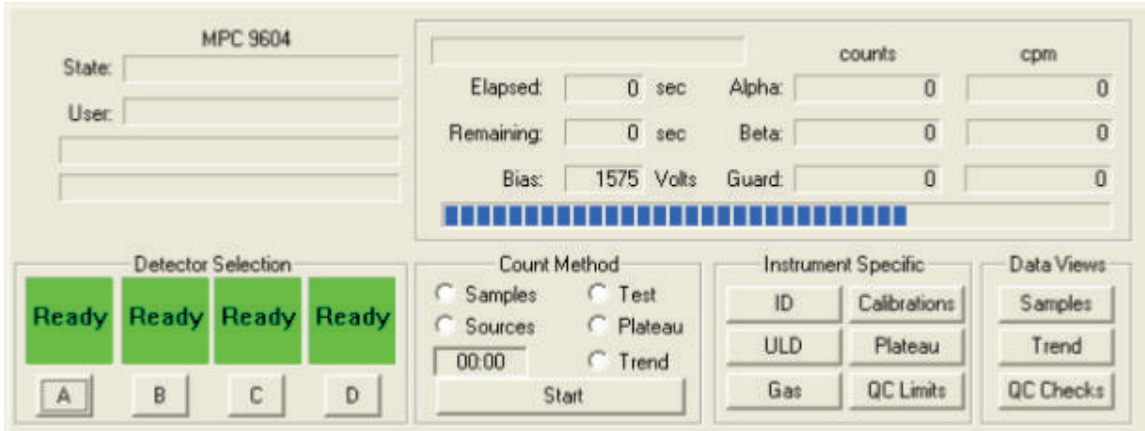 MPC 9604
State:
User:
counts cpm
Elapsed: 0 sec Alpha: 0 0
Remaining: 0 sec Beta: 0 0
Bias: 1575 Volts Guard: 0 0
Detector Selection
Ready Ready Ready Ready
A B C D
Count Method
Samples Test
Sources Plateau
00:00 Trend
Start
Instrument Specific
ID Calibrations
ULD Plateau
Gas QC Limits
Data Views
Samples
Trend
QC Checks